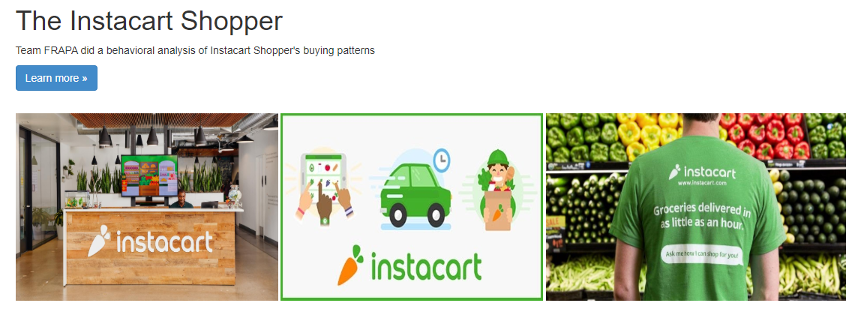 The Instacart Shopper
Team FRAPA did a behavioral analysis of Instacart Shopper's buying patterns
Learn more »
instacart
instacart
instacart
www.instacart.com
Groceries delivered in
as little as an hour.
Ask me how I can shop for you!